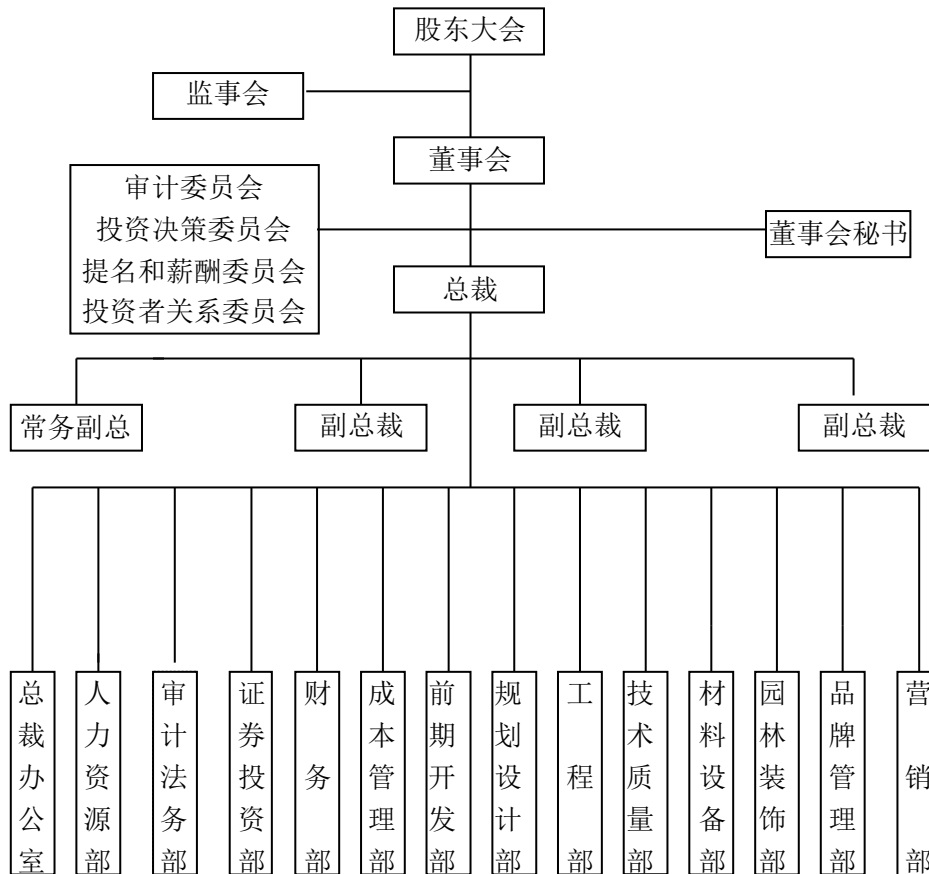 股东大会
监事会
董事会
审计委员会
投资决策委员会
提名和薪酬委员会
投资者关系委员会
董事会秘书
总裁
常务副总
副总裁
副总裁
副总裁
总裁办公室
人力资源部
审计法务部
证券投资部
财务部
成本管理部
前期开发部
规划设计部
工程部
技术质量部
材料设备部
园林装饰部
品牌管理部
营销部